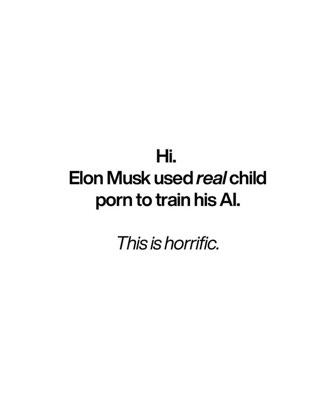 Hi.
Elon Musk used real child
porn to train his AI.
This is horrific.